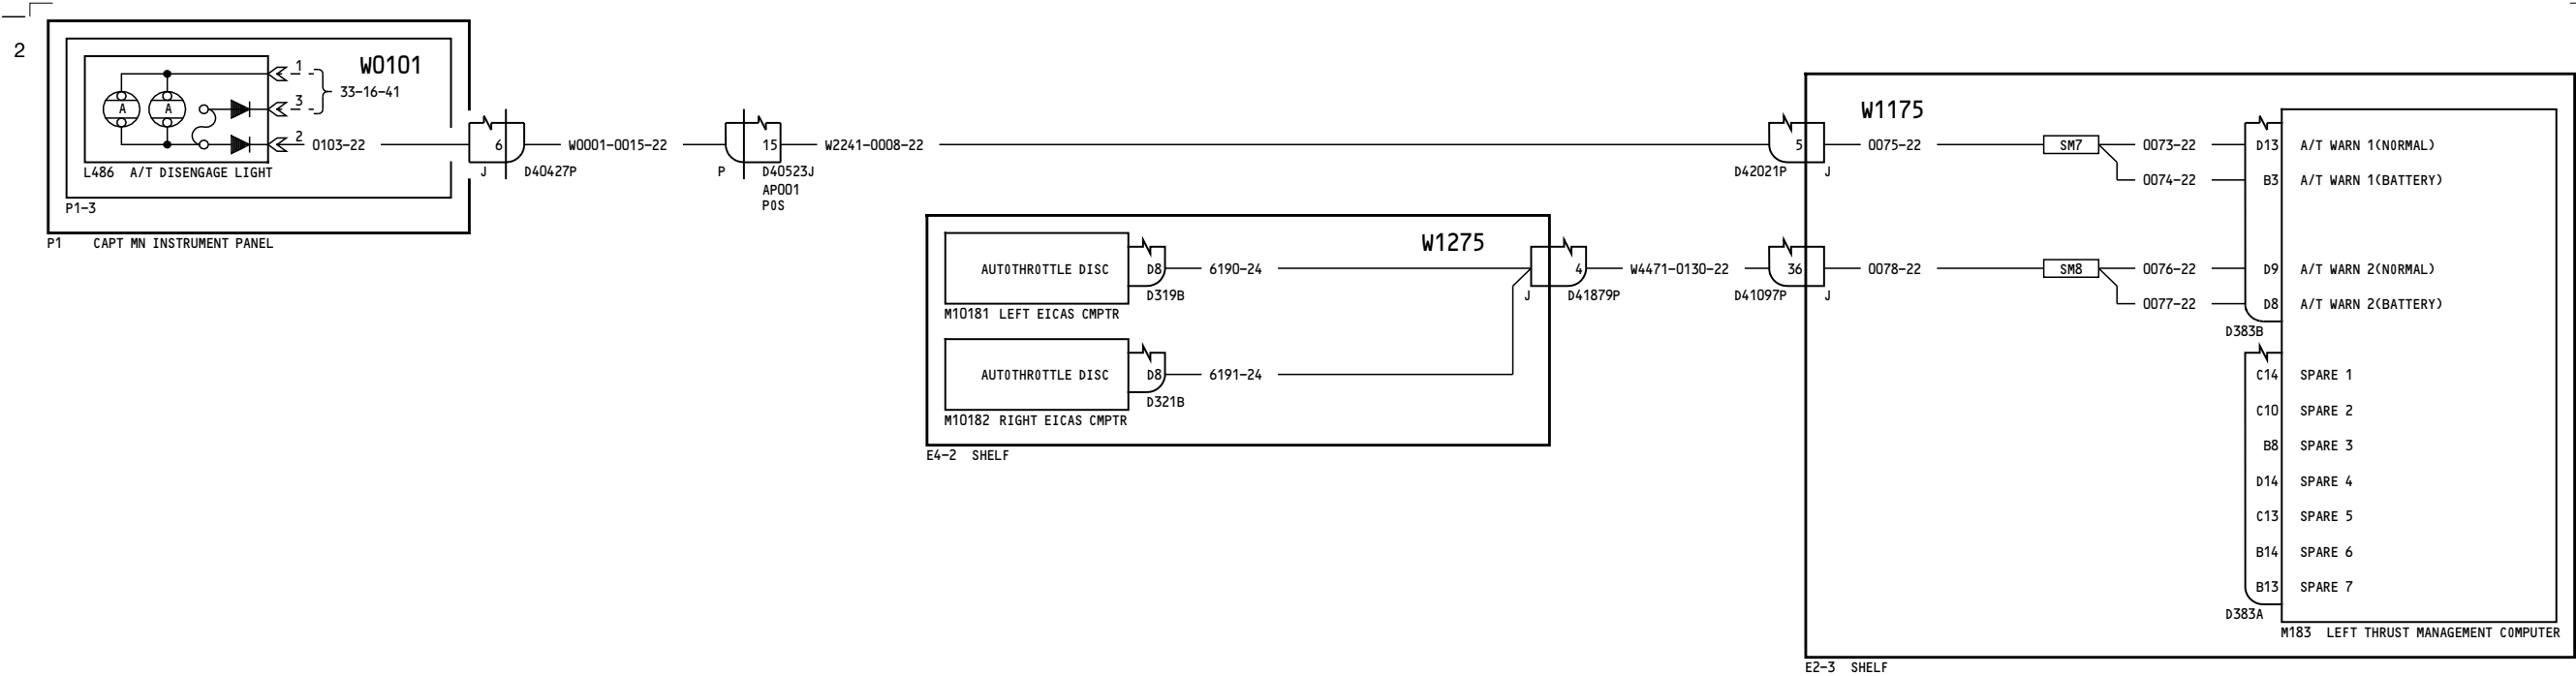 2
W0101
1
3
33-16-41
A A
2 0103-22
L486 A/T DISENGAGE LIGHT
P1-3
P1 CAPT MN INSTRUMENT PANEL
6
J D40427P
W0001-0015-22
15
P D40523J
AP001
POS
W2241-0008-22
5
D42021P J
W1175
0075-22
SM7
0073-22
D13 A/T WARN 1(NORMAL)
0074-22
B3 A/T WARN 1(BATTERY)
W1275
AUTOTHROTTLE DISC
D8
6190-24
D319B
M10181 LEFT EICAS CMPTR
4
J D41879P
W4471-0130-22
36
D41097P J
0078-22
SM8
0076-22
D9 A/T WARN 2(NORMAL)
0077-22
D8 A/T WARN 2(BATTERY)
D383B
AUTOTHROTTLE DISC
D8
6191-24
D321B
M10182 RIGHT EICAS CMPTR
E4-2 SHELF
C14 SPARE 1
C10 SPARE 2
B8 SPARE 3
D14 SPARE 4
C13 SPARE 5
B14 SPARE 6
B13 SPARE 7
D383A
M183 LEFT THRUST MANAGEMENT COMPUTER
E2-3 SHELF